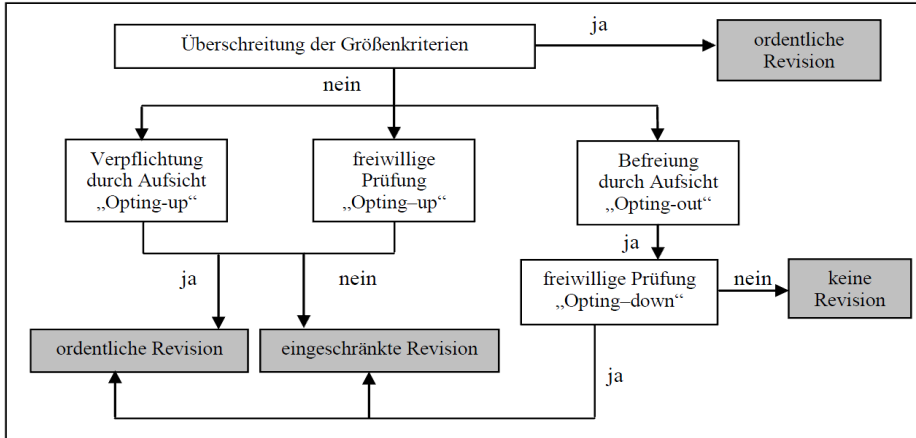 Überschreitung der Größenkriterien
ja
ordentliche
Revision
nein
Verpflichtung
durch Aufsicht
„Opting-up“
freiwillige
Prüfung
„Opting–up“
Befreiung
durch Aufsicht
„Opting-out“
ja
ja
nein
freiwillige Prüfung
„Opting–down“
nein
keine
Revision
ordentliche Revision
eingeschränkte Revision
ja